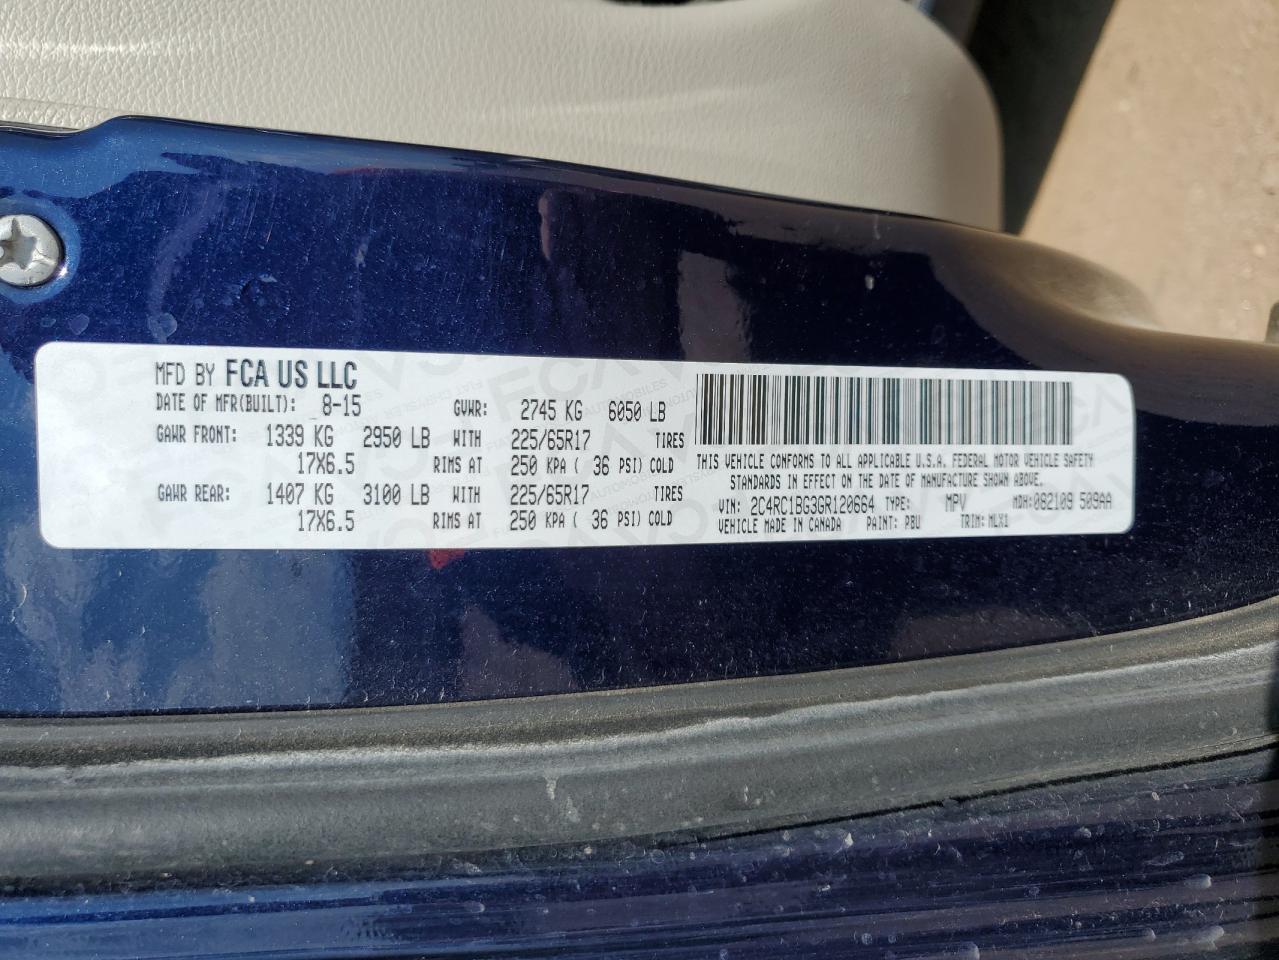 MFD BY FCA US LLC
DATE OF MFR(BUILT): 8-15 GVWR: 2745 KG 6050 LB
GAWR FRONT: 1339 KG 2950 LB WITH 225/65R17 TIRES
17X6.5 RIMS AT 250 KPA ( 36 PSI) COLD
GAWR REAR: 1407 KG 3100 LB WITH 225/65R17 TIRES
17X6.5 RIMS AT 250 KPA ( 36 PSI) COLD
THIS VEHICLE CONFORMS TO ALL APPLICABLE U.S.A. FEDERAL MOTOR VEHICLE SAFETY
STANDARDS IN EFFECT ON THE DATE OF MANUFACTURE SHOWN ABOVE.
VIN: 2C4RC1BG3GR120664 TYPE: MPV MDH: 082109 509AA
VEHICLE MADE IN CANADA PAINT: PBU TRIM: MLX1